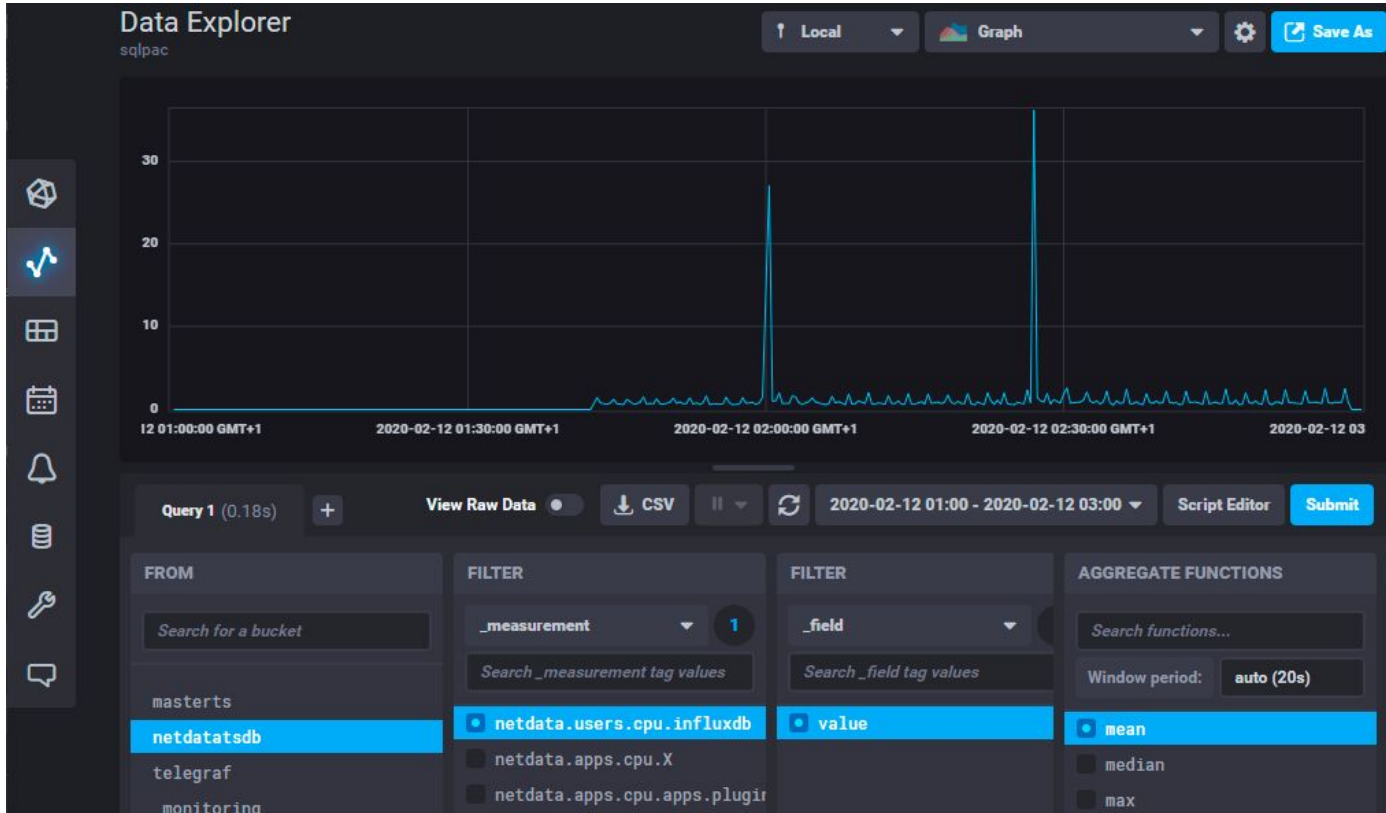 Data Explorer
sqlpac
Local
Graph
Save As
30
20
10
0
12 01:00:00 GMT+1
2020-02-12 01:30:00 GMT+1
2020-02-12 02:00:00 GMT+1
2020-02-12 02:30:00 GMT+1
2020-02-12 03
Query 1 (0.18s)
+
View Raw Data
CSV
2020-02-12 01:00 - 2020-02-12 03:00
Script Editor
Submit
FROM
FILTER
FILTER
AGGREGATE FUNCTIONS
Search for a bucket
_measurement
1
_field
Search functions...
Search _measurement tag values
Search _field tag values
Window period:
auto (20s)
masterts
netdatatsdb
telegraf
_monitoring
netdata.users.cpu.influxdb
netdata.apps.cpu.X
netdata.apps.cpu.apps.plugin
value
mean
median
max